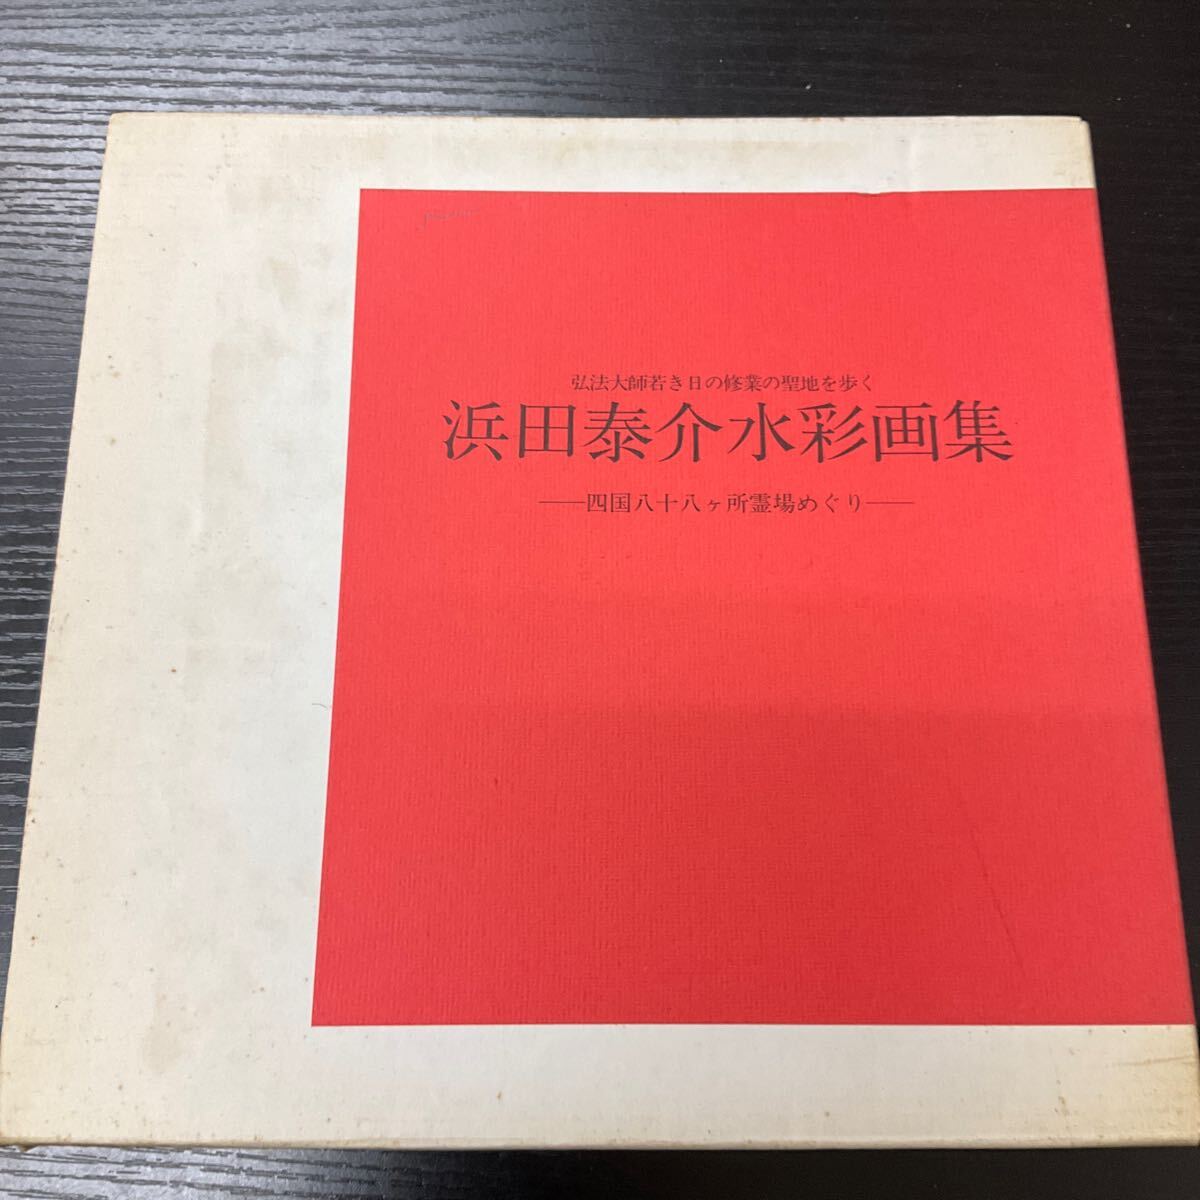 弘法大師若き日の修業の聖地を歩く
浜田泰介水彩画集
——四国八十八ヶ所霊場めぐり——